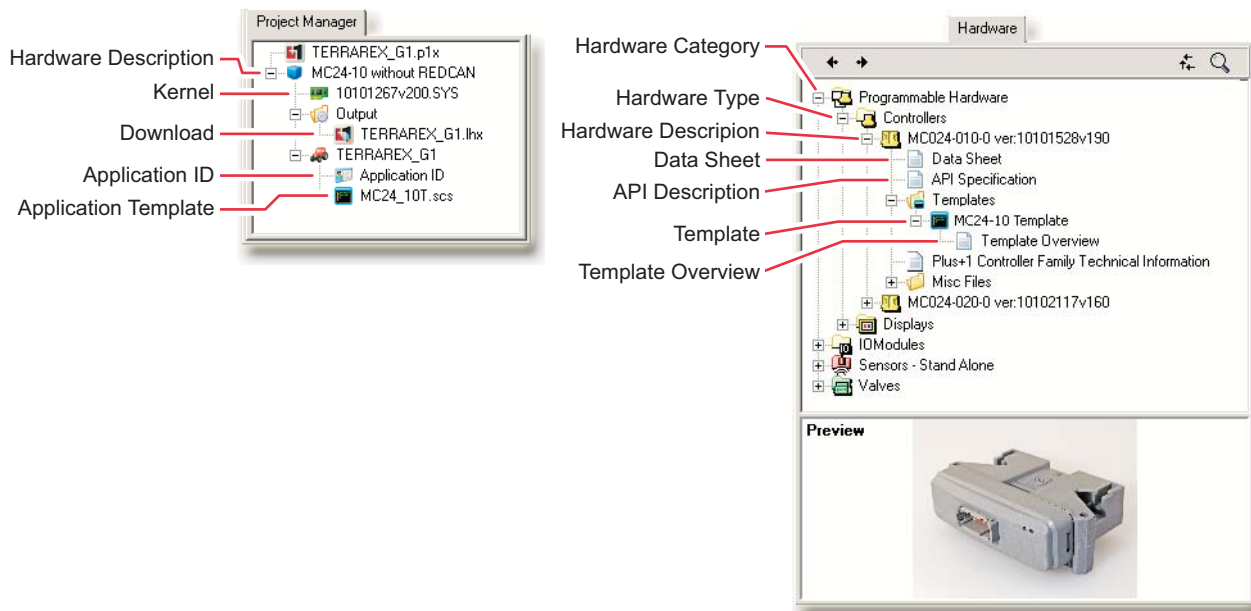 Project Manager
Hardware Description
TERRAREX_G1.p1x
MC24-10 without REDCAN
Kernel
10101267v200.SYS
Output
Download
TERRAREX_G1.lhx
TERRAREX_G1
Application ID
Application ID
Application Template
MC24_10T.scs
Hardware
Hardware Category
Programmable Hardware
Hardware Type
Controllers
Hardware Descripion
MC024-010-0 ver:10101528v190
Data Sheet
Data Sheet
API Description
API Specification
Templates
Template
MC24-10 Template
Template Overview
Template Overview
Plus+1 Controller Family Technical Information
Misc Files
MC024-020-0 ver:10102117v160
Displays
IOModules
Sensors - Stand Alone
Valves
Preview